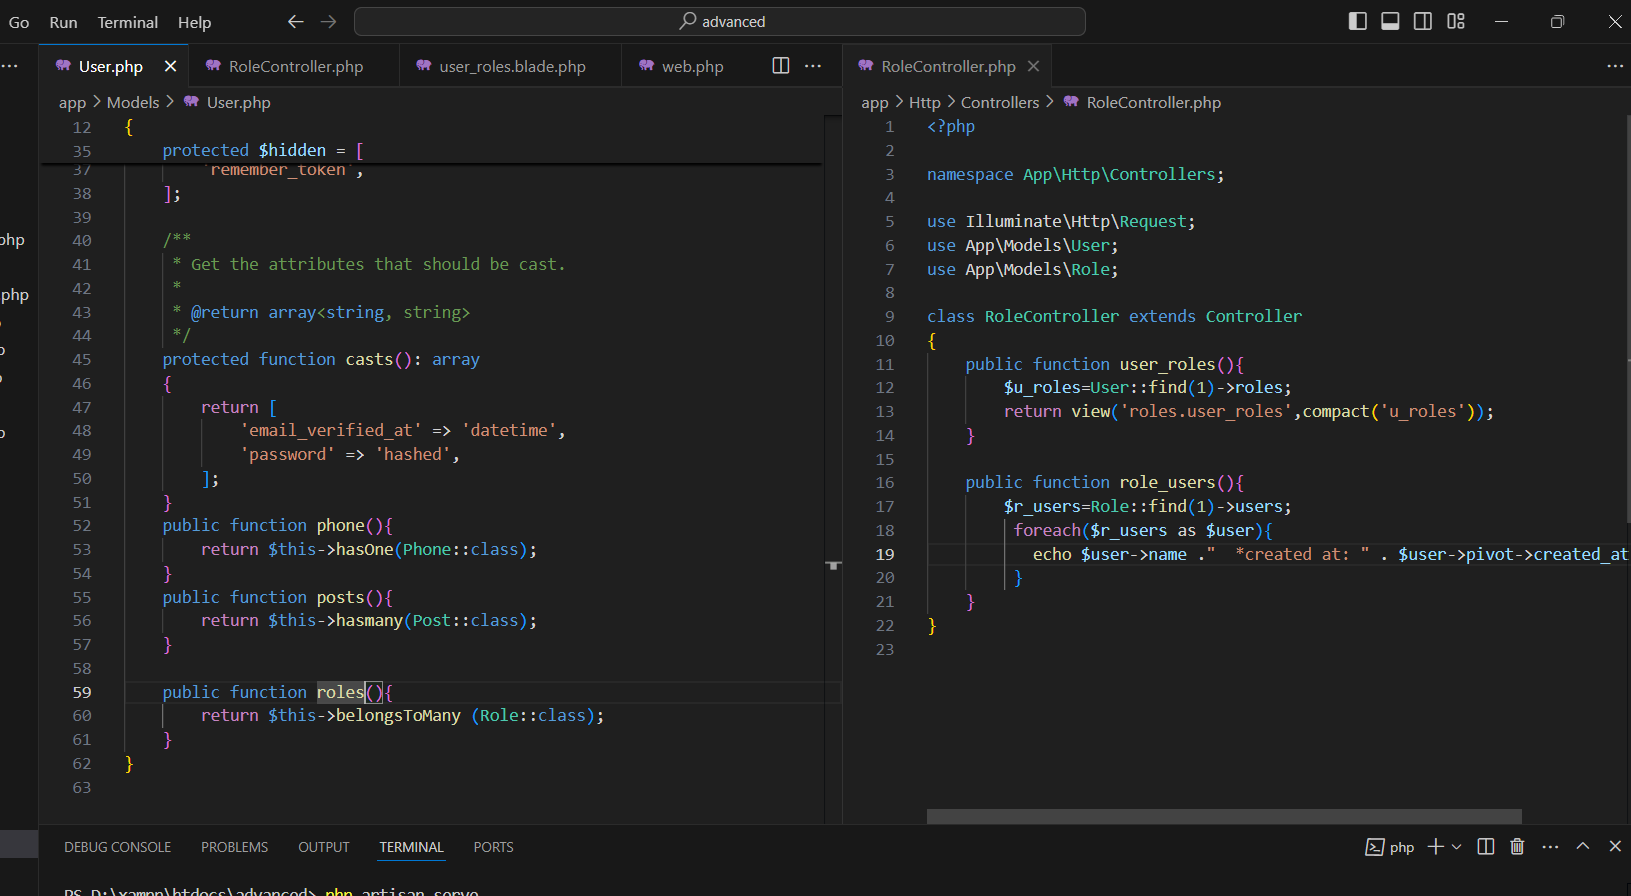 Go Run Terminal Help advanced
User.php RoleController.php user_roles.blade.php web.php
app > Models > User.php
12 {
35 protected $hidden = [
37 'remember_token',
38 ];
39
40 /**
41 * Get the attributes that should be cast.
42 *
43 * @return array<string, string>
44 */
45 protected function casts(): array
46 {
47 return [
48 'email_verified_at' => 'datetime',
49 'password' => 'hashed',
50 ];
51 }
52 public function phone(){
53 return $this->hasOne(Phone::class);
54 }
55 public function posts(){
56 return $this->hasmany(Post::class);
57 }
58
59 public function roles(){
60 return $this->belongsToMany (Role::class);
61 }
62 }
63
RoleController.php
app > Http > Controllers > RoleController.php
1 <?php
2
3 namespace App\Http\Controllers;
4
5 use Illuminate\Http\Request;
6 use App\Models\User;
7 use App\Models\Role;
8
9 class RoleController extends Controller
10 {
11 public function user_roles(){
12 $u_roles=User::find(1)->roles;
13 return view('roles.user_roles',compact('u_roles'));
14 }
15
16 public function role_users(){
17 $r_users=Role::find(1)->users;
18 foreach($r_users as $user){
19 echo $user->name ."  *created at: " . $user->pivot->created_at
20 }
21 }
22 }
23
php
.php
DEBUG CONSOLE PROBLEMS OUTPUT TERMINAL PORTS php
PS D:\xampp\htdocs\advanced> php artisan serve